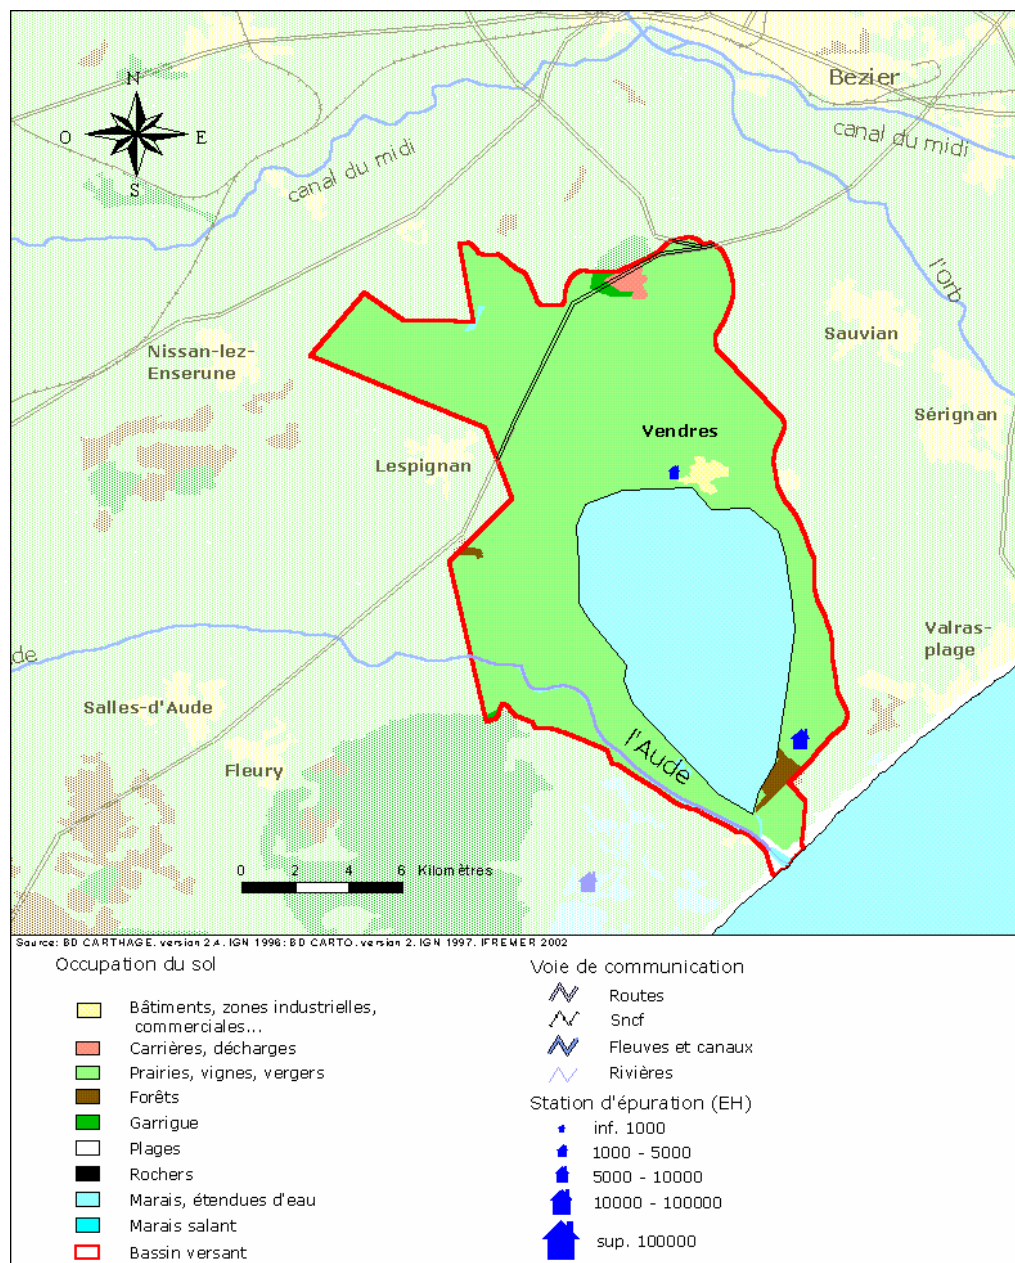 N
O
E
S
Bezier
canal du midi
canal du midi
l'Orb
Sauvian
Nissan-lez-
Enserune
Sérignan
Vendres
Lespignan
Valras-
plage
de
Salles-d'Aude
l'Aude
Fleury
0 2 4 6 Kilomètres
Source: BD CARTHAGE, version 2.4, IGN 1996; BD CARTO, version 2, IGN 1997, IFREMER 2002
Occupation du sol
Bâtiments, zones industrielles,
commerciales...
Carrières, décharges
Prairies, vignes, vergers
Forêts
Garrigue
Plages
Rochers
Marais, étendues d'eau
Marais salant
Bassin versant
Voie de communication
Routes
Sncf
Fleuves et canaux
Rivières
Station d'épuration (EH)
inf. 1000
1000 - 5000
5000 - 10000
10000 - 100000
sup. 100000